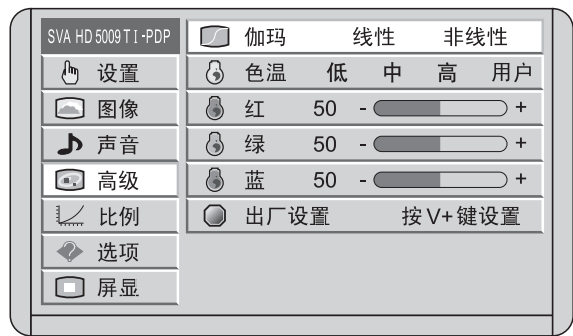 SVA HD 5009 T I -PDP
设置
图像
声音
高级
比例
选项
屏显
伽玛 线性 非线性
色温 低 中 高 用户
红 50 - +
绿 50 - +
蓝 50 - +
出厂设置 按 V+ 键设置